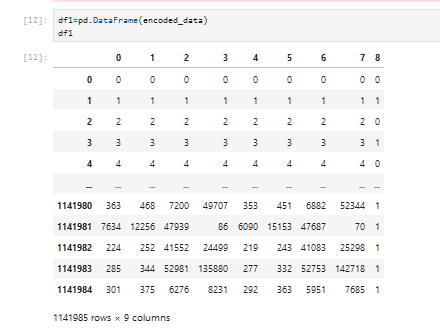 [12]: df1=pd.DataFrame(encoded_data)
df1
[12]: 0 1 2 3 4 5 6 7 8
0 0 0 0 0 0 0 0 0 0
1 1 1 1 1 1 1 1 1 1
2 2 2 2 2 2 2 2 2 0
3 3 3 3 3 3 3 3 3 1
4 4 4 4 4 4 4 4 4 0
... ... ... ... ... ... ... ... ... ...
1141980 363 468 7200 49707 353 451 6882 52344 1
1141981 7634 12256 47939 86 6090 15153 47687 70 1
1141982 224 252 41552 24499 219 243 41083 25298 1
1141983 285 344 52981 135880 277 332 52753 142718 1
1141984 301 375 6276 8231 292 363 5951 7685 1
1141985 rows × 9 columns